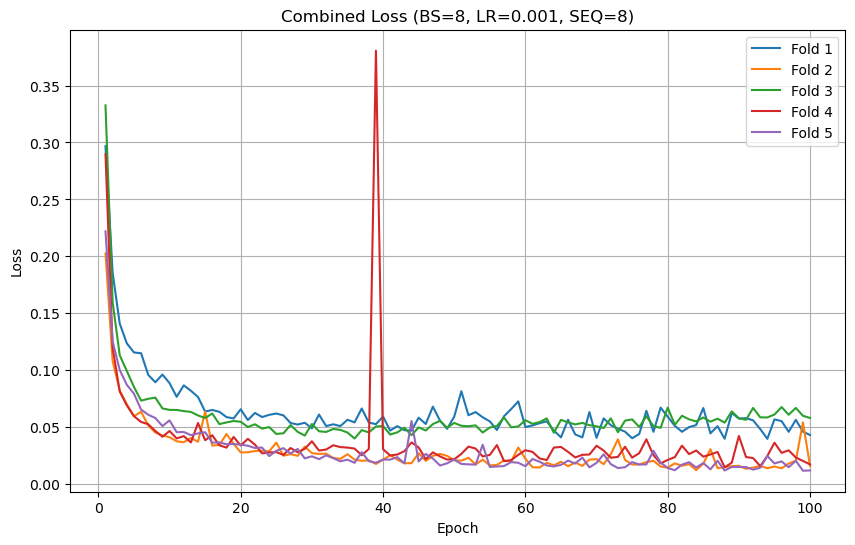 Combined Loss (BS=8, LR=0.001, SEQ=8)
Fold 1
Fold 2
Fold 3
Fold 4
Fold 5
0.35
0.30
0.25
0.20
0.15
0.10
0.05
0.00
Loss
0 20 40 60 80 100
Epoch